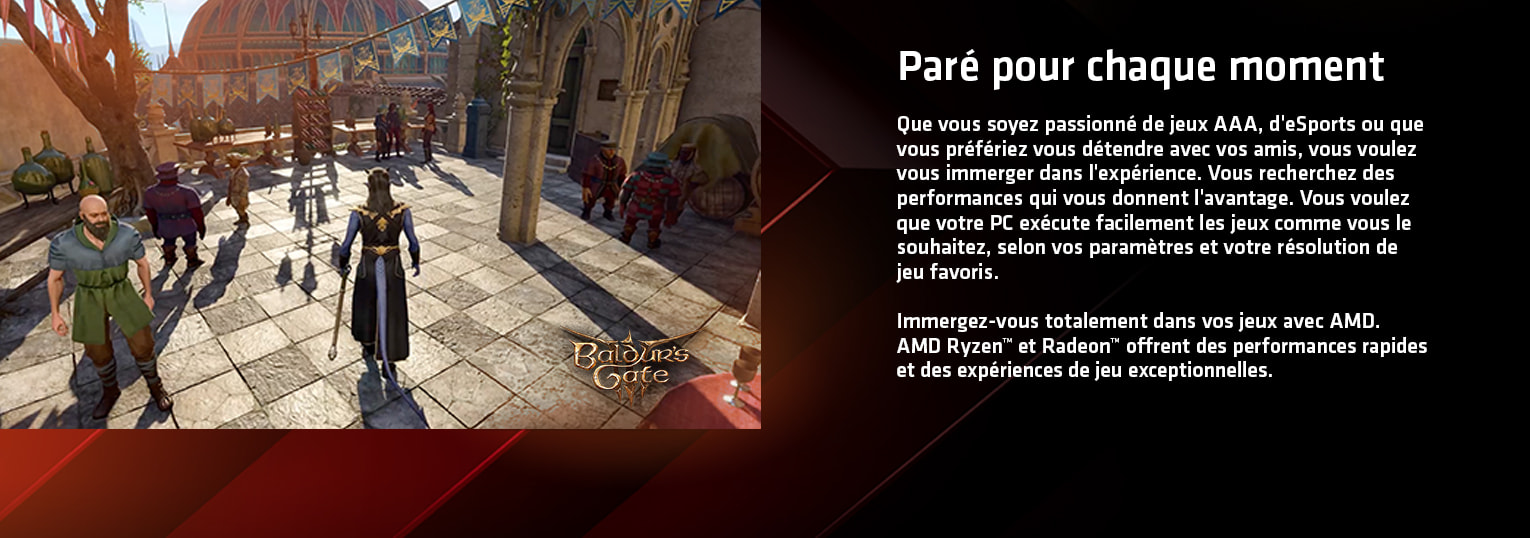 Paré pour chaque moment
Que vous soyez passionné de jeux AAA, d'eSports ou que
vous préfériez vous détendre avec vos amis, vous voulez
vous immerger dans l'expérience. Vous recherchez des
performances qui vous donnent l'avantage. Vous voulez
que votre PC exécute facilement les jeux comme vous le
souhaitez, selon vos paramètres et votre résolution de
jeu favoris.
Immergez-vous totalement dans vos jeux avec AMD.
AMD Ryzen™ et Radeon™ offrent des performances rapides
et des expériences de jeu exceptionnelles.
Baldur's
Gate
III